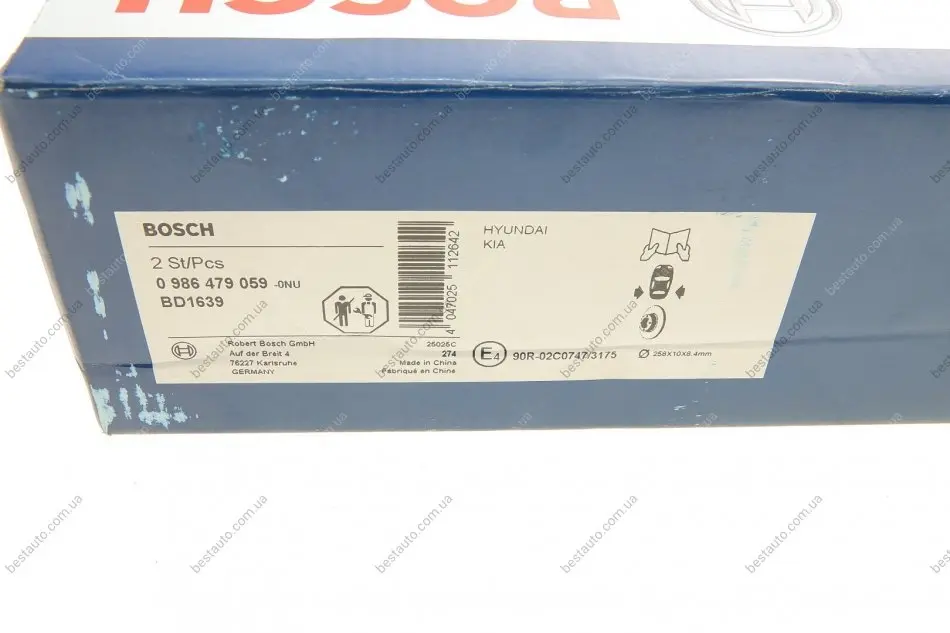 BOSCH
BOSCH
BOSCH
2 St/Pcs
0 986 479 059 -0NU
BD1639
4 047025 112642
HYUNDAI
KIA
Robert Bosch GmbH
Auf der Breit 4
76227 Karlsruhe
GERMANY
25025C
274
Made in China
Fabriqué en Chine
E4
90R-02C0747/3175
Ø 258X10X8.4mm
bestauto.com.ua